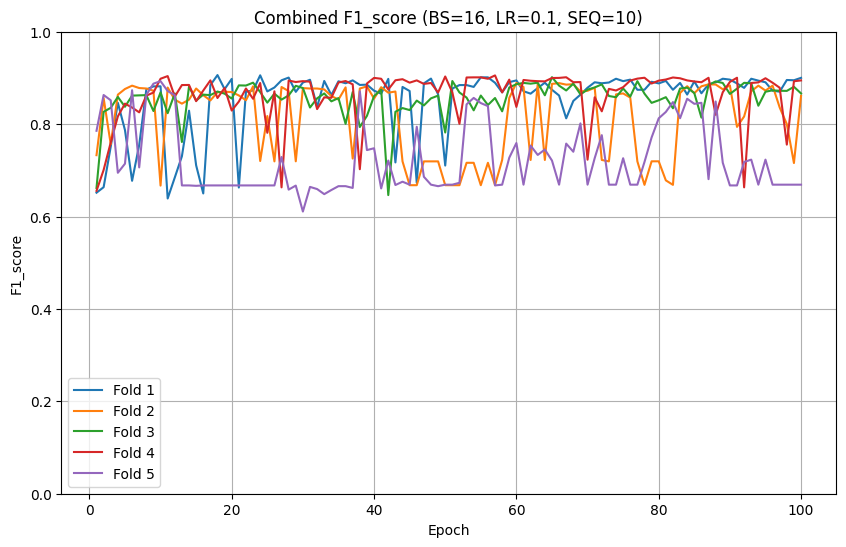 Combined F1_score (BS=16, LR=0.1, SEQ=10)
F1_score
1.0
0.8
0.6
0.4
0.2
0.0
Fold 1
Fold 2
Fold 3
Fold 4
Fold 5
0 20 40 60 80 100
Epoch